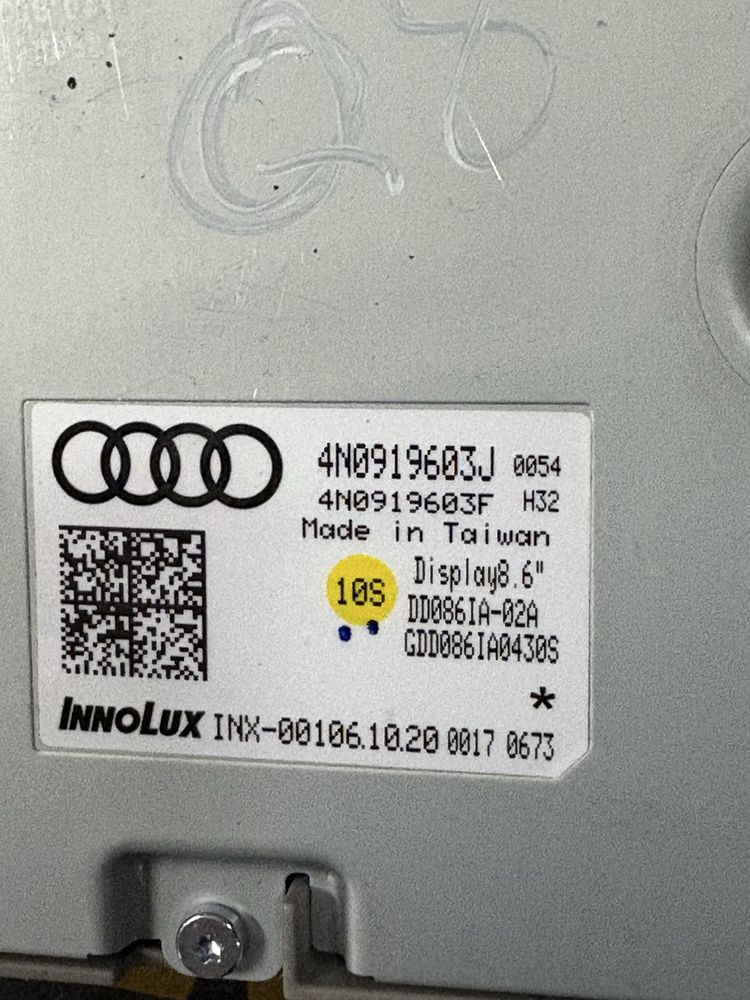 Q8
4N0919603J 0054
4N0919603F H32
Made in Taiwan
10S
Display8.6"
DD086IA-02A
GDD086IA0430S
*
INNOLUX INX-00106.10.20 0017 0673